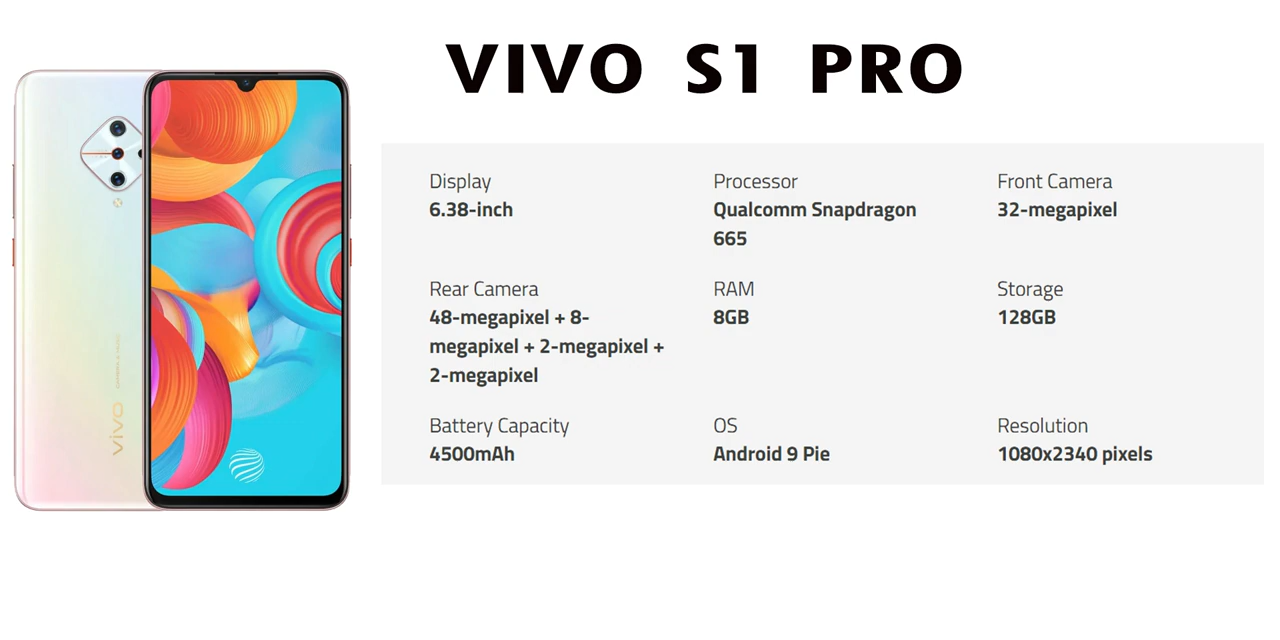 VIVO S1 PRO
Display
6.38-inch
Processor
Qualcomm Snapdragon
665
Front Camera
32-megapixel
Rear Camera
48-megapixel + 8-
megapixel + 2-megapixel +
2-megapixel
RAM
8GB
Storage
128GB
Battery Capacity
4500mAh
OS
Android 9 Pie
Resolution
1080x2340 pixels
vivo